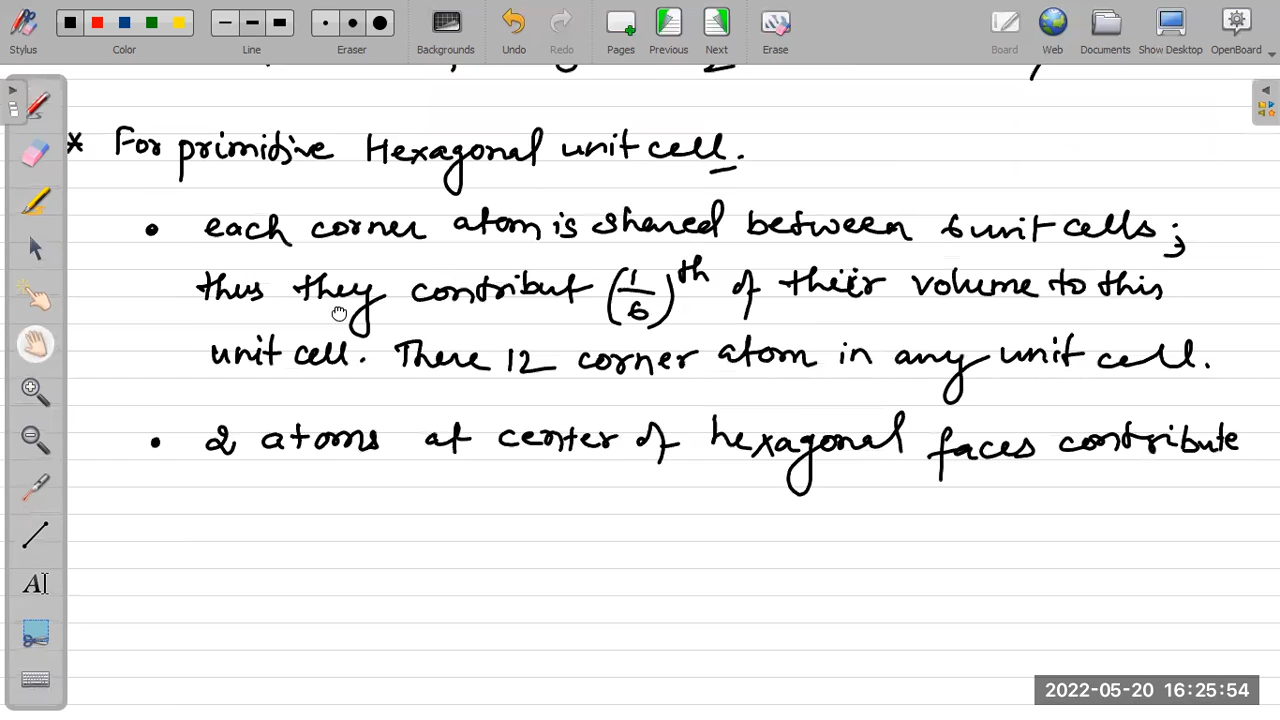 Stylus
Color
Line
Eraser
Backgrounds
Undo
Redo
Pages
Previous
Next
Erase
Board
Web
Documents
Show Desktop
OpenBoard
* For primitive Hexagonal unit cell.
• each corner atom is shared between 6 unit cells ;
thus they contribut (1/6)th of their volume to this
unit cell. There 12 corner atom in any unit cell.
• 2 atoms at center of hexagonal faces contribute
AI
2022-05-20 16:25:54